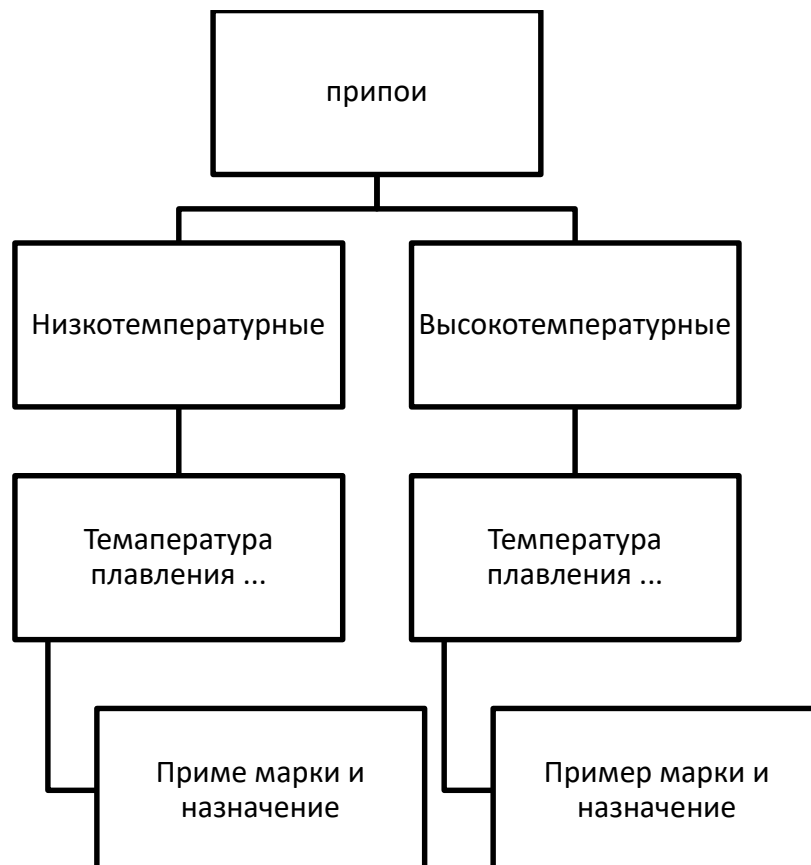 припои
Низкотемпературные
Высокотемпературные
Темапература
плавления ...
Температура
плавления ...
Приме марки и
назначение
Пример марки и
назначение